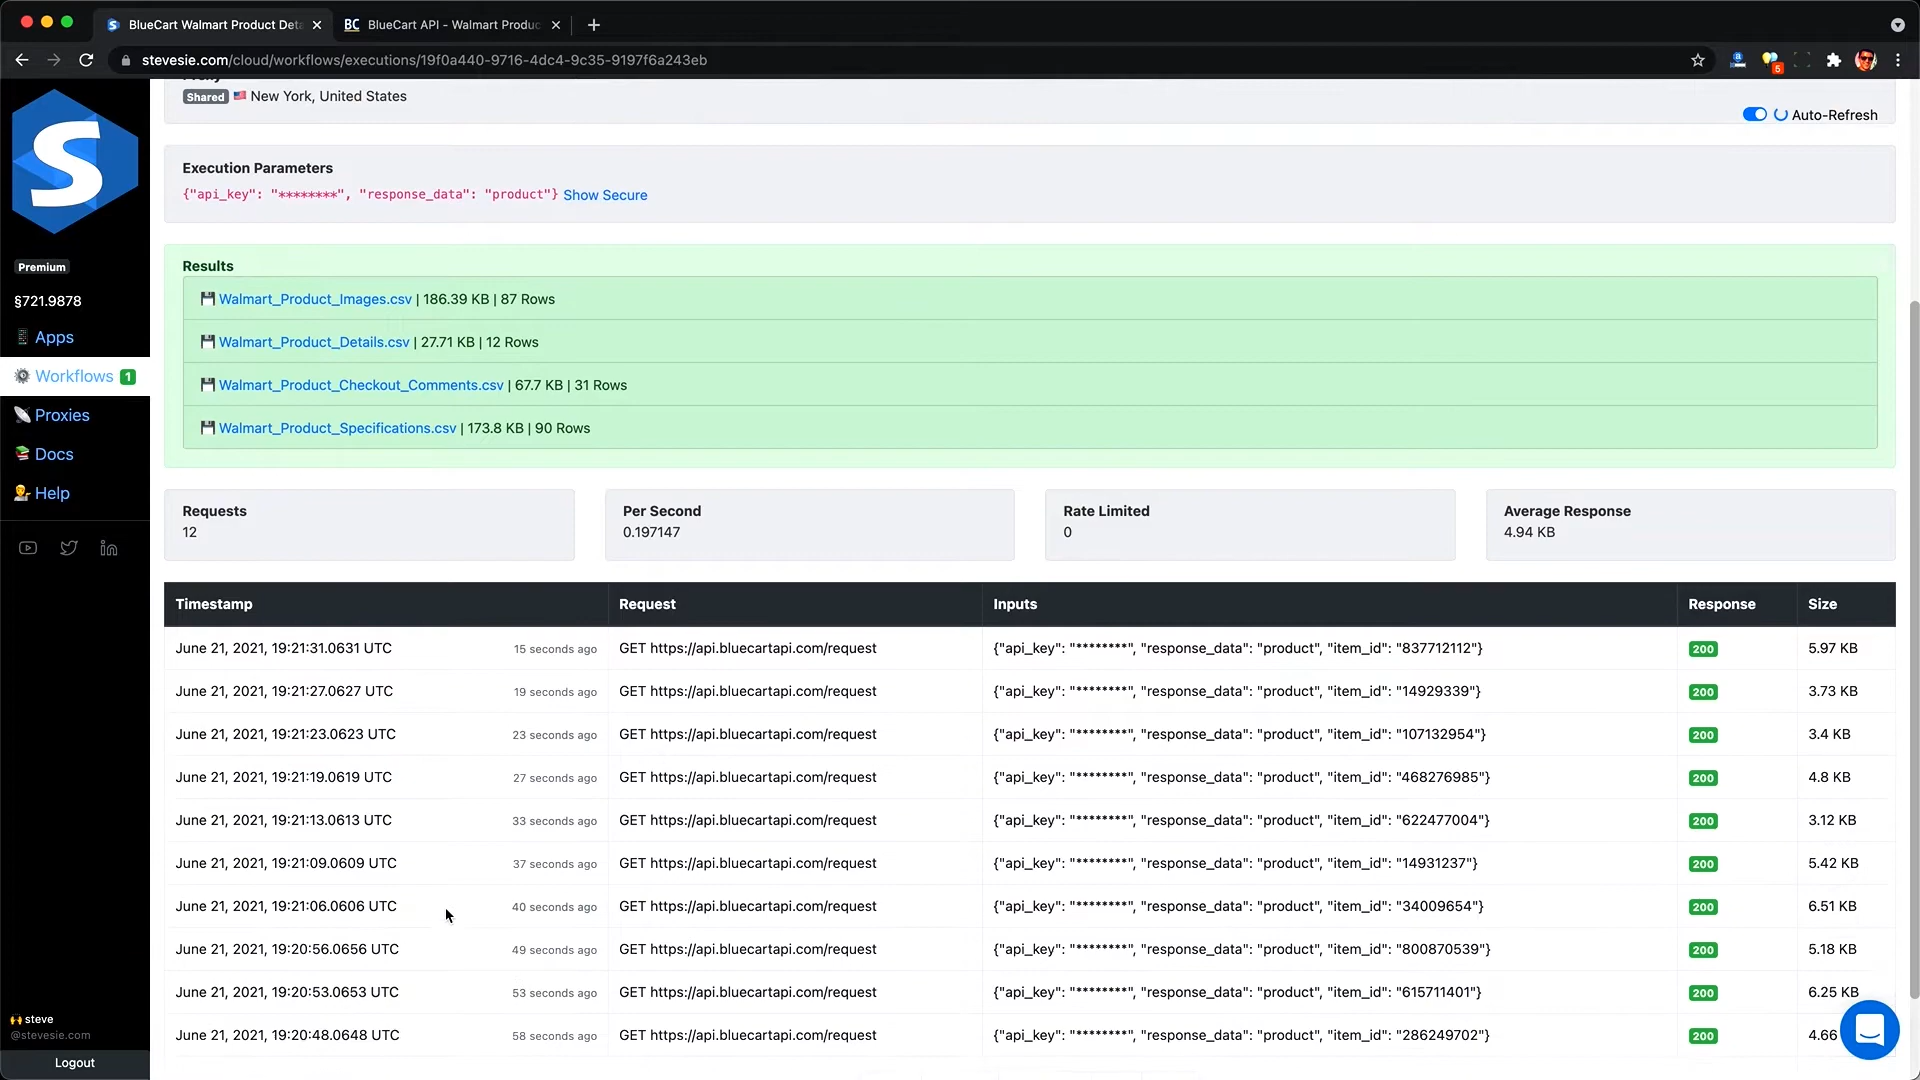 BlueCart Walmart Product Deta
BC BlueCart API - Walmart Produc
stevesie.com/cloud/workflows/executions/19f0a440-9716-4dc4-9c35-9197f6a243eb
5
S
Premium
§721.9878
Apps
Workflows 1
Proxies
Docs
Help
steve
@stevesie.com
Logout
Proxy
Shared New York, United States
Auto-Refresh
Execution Parameters
{"api_key": "********", "response_data": "product"} Show Secure
Results
Walmart_Product_Images.csv | 186.39 KB | 87 Rows
Walmart_Product_Details.csv | 27.71 KB | 12 Rows
Walmart_Product_Checkout_Comments.csv | 67.7 KB | 31 Rows
Walmart_Product_Specifications.csv | 173.8 KB | 90 Rows
Requests
12
Per Second
0.197147
Rate Limited
0
Average Response
4.94 KB
Timestamp Request Inputs Response Size
June 21, 2021, 19:21:31.0631 UTC 15 seconds ago GET https://api.bluecartapi.com/request {"api_key": "********", "response_data": "product", "item_id": "837712112"} 200 5.97 KB
June 21, 2021, 19:21:27.0627 UTC 19 seconds ago GET https://api.bluecartapi.com/request {"api_key": "********", "response_data": "product", "item_id": "14929339"} 200 3.73 KB
June 21, 2021, 19:21:23.0623 UTC 23 seconds ago GET https://api.bluecartapi.com/request {"api_key": "********", "response_data": "product", "item_id": "107132954"} 200 3.4 KB
June 21, 2021, 19:21:19.0619 UTC 27 seconds ago GET https://api.bluecartapi.com/request {"api_key": "********", "response_data": "product", "item_id": "468276985"} 200 4.8 KB
June 21, 2021, 19:21:13.0613 UTC 33 seconds ago GET https://api.bluecartapi.com/request {"api_key": "********", "response_data": "product", "item_id": "622477004"} 200 3.12 KB
June 21, 2021, 19:21:09.0609 UTC 37 seconds ago GET https://api.bluecartapi.com/request {"api_key": "********", "response_data": "product", "item_id": "14931237"} 200 5.42 KB
June 21, 2021, 19:21:06.0606 UTC 40 seconds ago GET https://api.bluecartapi.com/request {"api_key": "********", "response_data": "product", "item_id": "34009654"} 200 6.51 KB
June 21, 2021, 19:20:56.0656 UTC 49 seconds ago GET https://api.bluecartapi.com/request {"api_key": "********", "response_data": "product", "item_id": "800870539"} 200 5.18 KB
June 21, 2021, 19:20:53.0653 UTC 53 seconds ago GET https://api.bluecartapi.com/request {"api_key": "********", "response_data": "product", "item_id": "615711401"} 200 6.25 KB
June 21, 2021, 19:20:48.0648 UTC 58 seconds ago GET https://api.bluecartapi.com/request {"api_key": "********", "response_data": "product", "item_id": "286249702"} 200 4.66